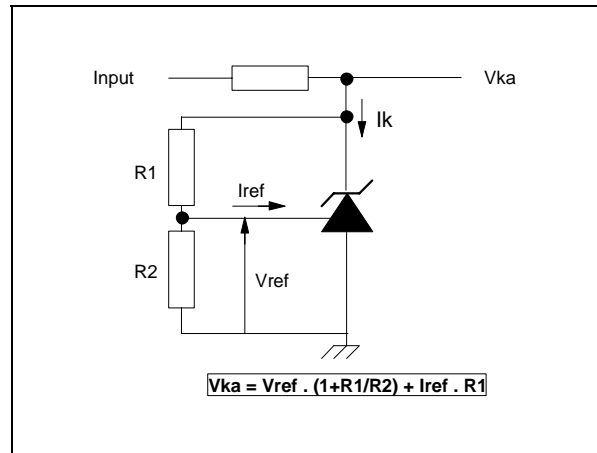 Input
Vka
Ik
R1
Iref
R2
Vref
Vka = Vref . (1+R1/R2) + Iref . R1